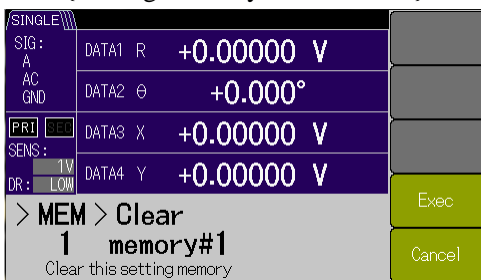 SINGLE
SIG:
A
AC
GND
PRI SEC
SENS:
1V
DR: LOW
DATA1 R +0.00000 V
DATA2 θ +0.000°
DATA3 X +0.00000 V
DATA4 Y +0.00000 V
> MEM > Clear
1 memory#1
Clear this setting memory
Exec
Cancel